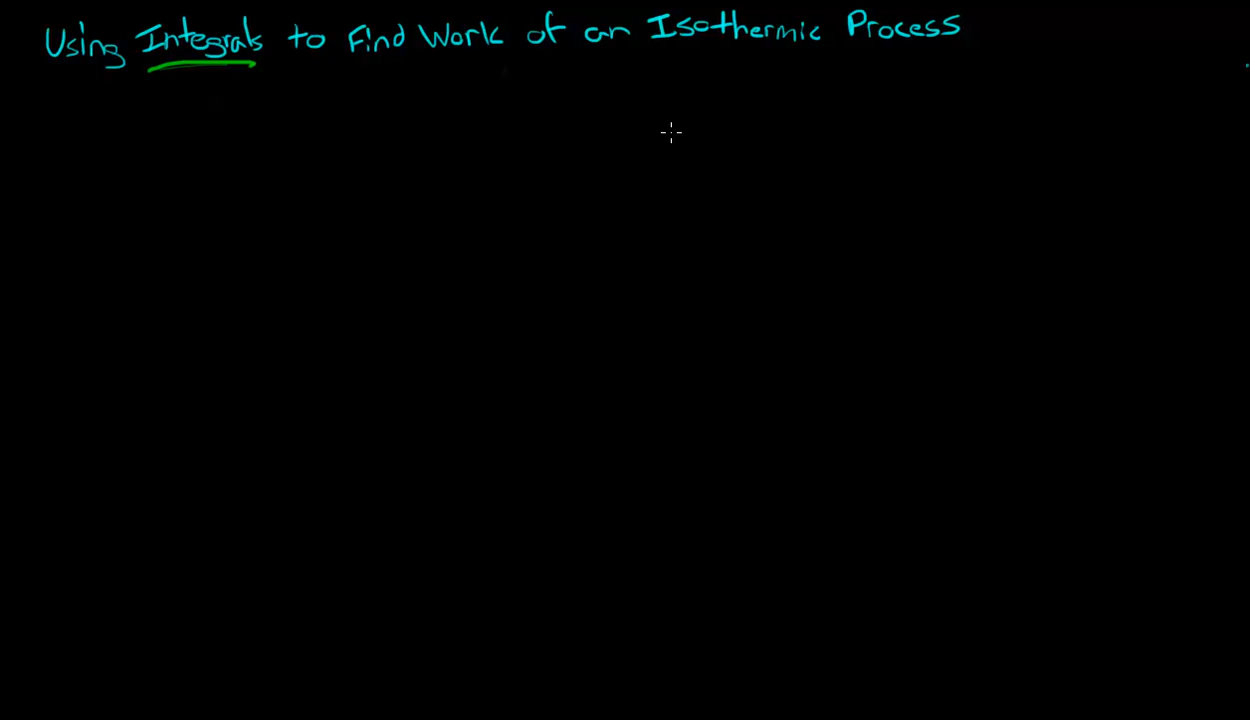 Using Integrals to Find Work of an Isothermic Process